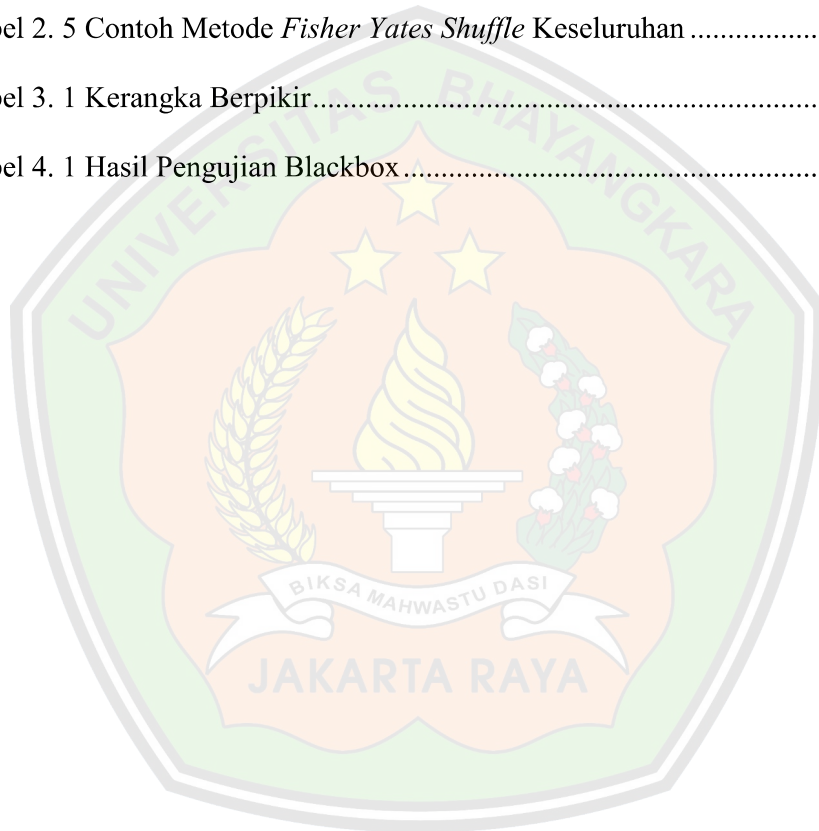 bel 2. 5 Contoh Metode Fisher Yates Shuffle Keseluruhan ..................
bel 3. 1 Kerangka Berpikir....................................................................
bel 4. 1 Hasil Pengujian Blackbox.........................................................
UNIVERSITAS BHAYANGKARA
BIKSA MAHWASTU DASI
JAKARTA RAYA